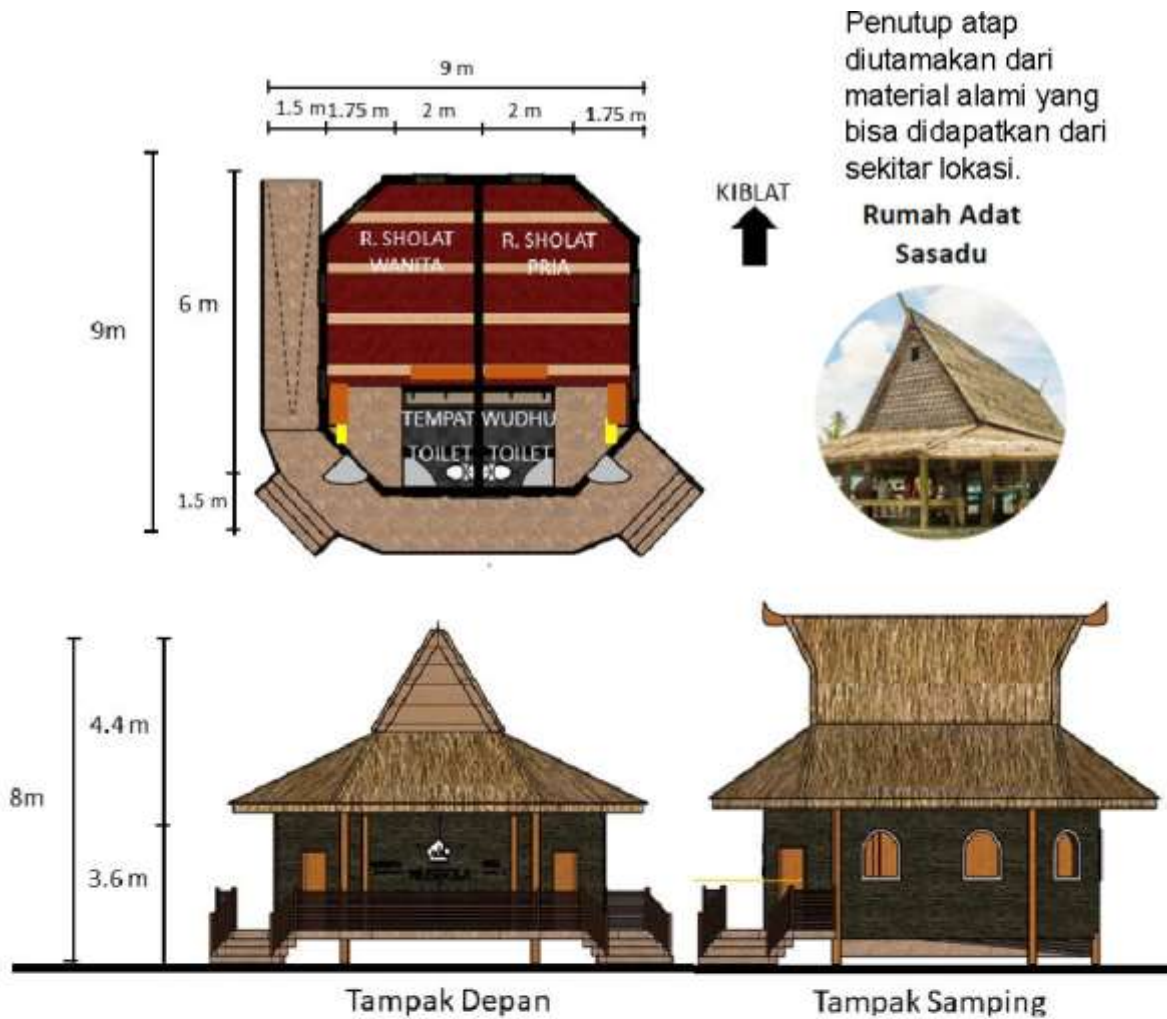 Penutup atap
diutamakan dari
material alami yang
bisa didapatkan dari
sekitar lokasi.
Rumah Adat
Sasadu
9 m
1.5 m 1.75 m 2 m 2 m 1.75 m
9m
6 m
1.5 m
R. SHOLAT
WANITA
R. SHOLAT
PRIA
TEMPAT WUDHU
TOILET TOILET
KIBLAT
8m
4.4 m
3.6 m
Tampak Depan
Tampak Samping